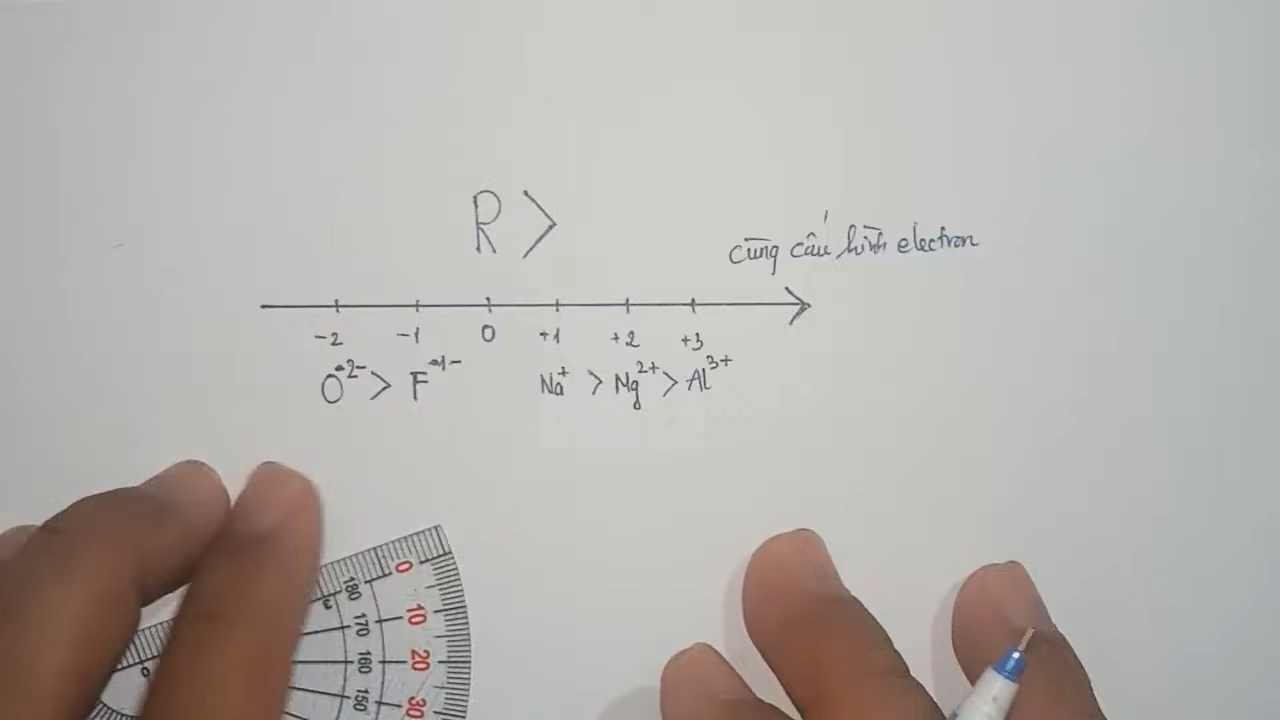 R >
cùng cấu hình electron
-2 -1 0 +1 +2 +3
O²⁻ > F¹⁻ Na⁺ > Mg²⁺ > Al³⁺
0
180
10
170
20
160
30
150